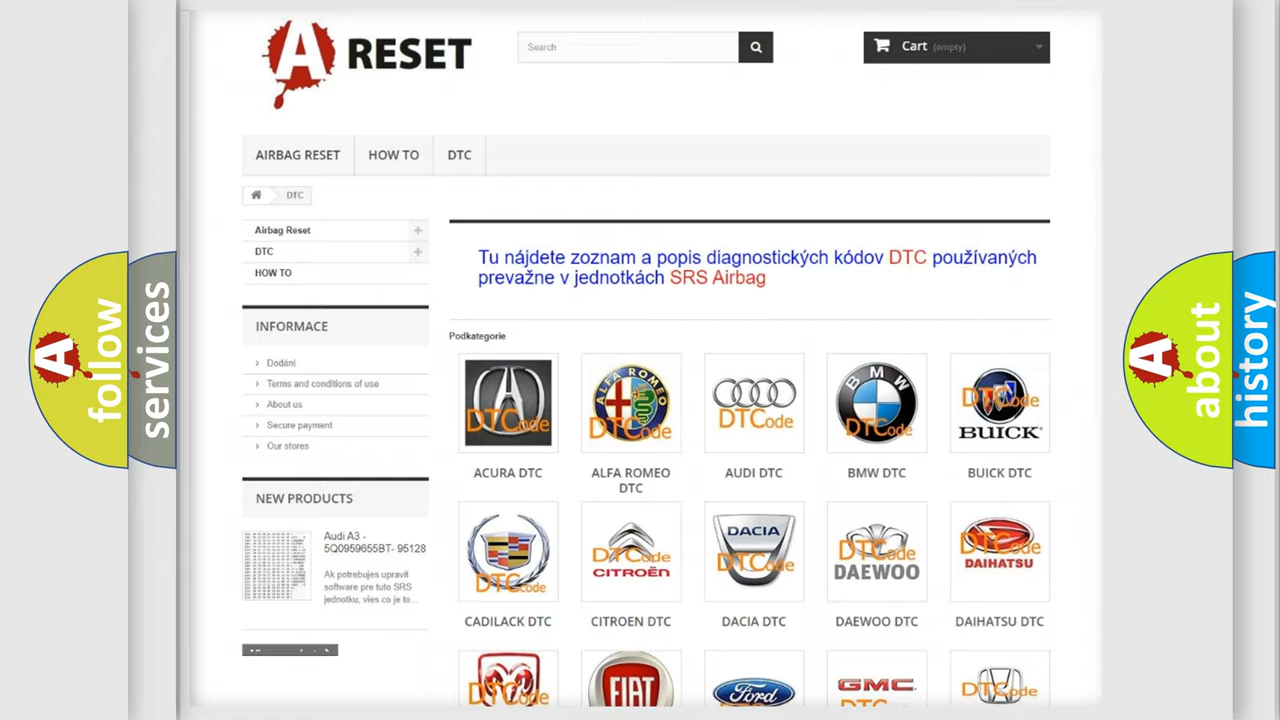 A RESET
Search
Cart (empty)
AIRBAG RESET
HOW TO
DTC
DTC
Airbag Reset
DTC
HOW TO
INFORMACE
Dodání
Terms and conditions of use
About us
Secure payment
Our stores
NEW PRODUCTS
Audi A3 -
5Q0959655BT- 95128
Ak potrebujes upravit
software pre tuto SRS
jednotku, vies co je to...
Tu nájdete zoznam a popis diagnostických kódov DTC používaných
prevažne v jednotkách SRS Airbag
Podkategorie
DTCode
ALFA ROMEO
DTCode
DTCode
BMW
DTCode
DTCode
BUICK
ACURA DTC
ALFA ROMEO
DTC
AUDI DTC
BMW DTC
BUICK DTC
DTCode
DTCode
CITROËN
DACIA
DTCode
DTCode
DAEWOO
DTCode
DAIHATSU
CADILACK DTC
CITROEN DTC
DACIA DTC
DAEWOO DTC
DAIHATSU DTC
DTCode
FIAT
Ford
GMC
DTCode
A follow
services
A about
history